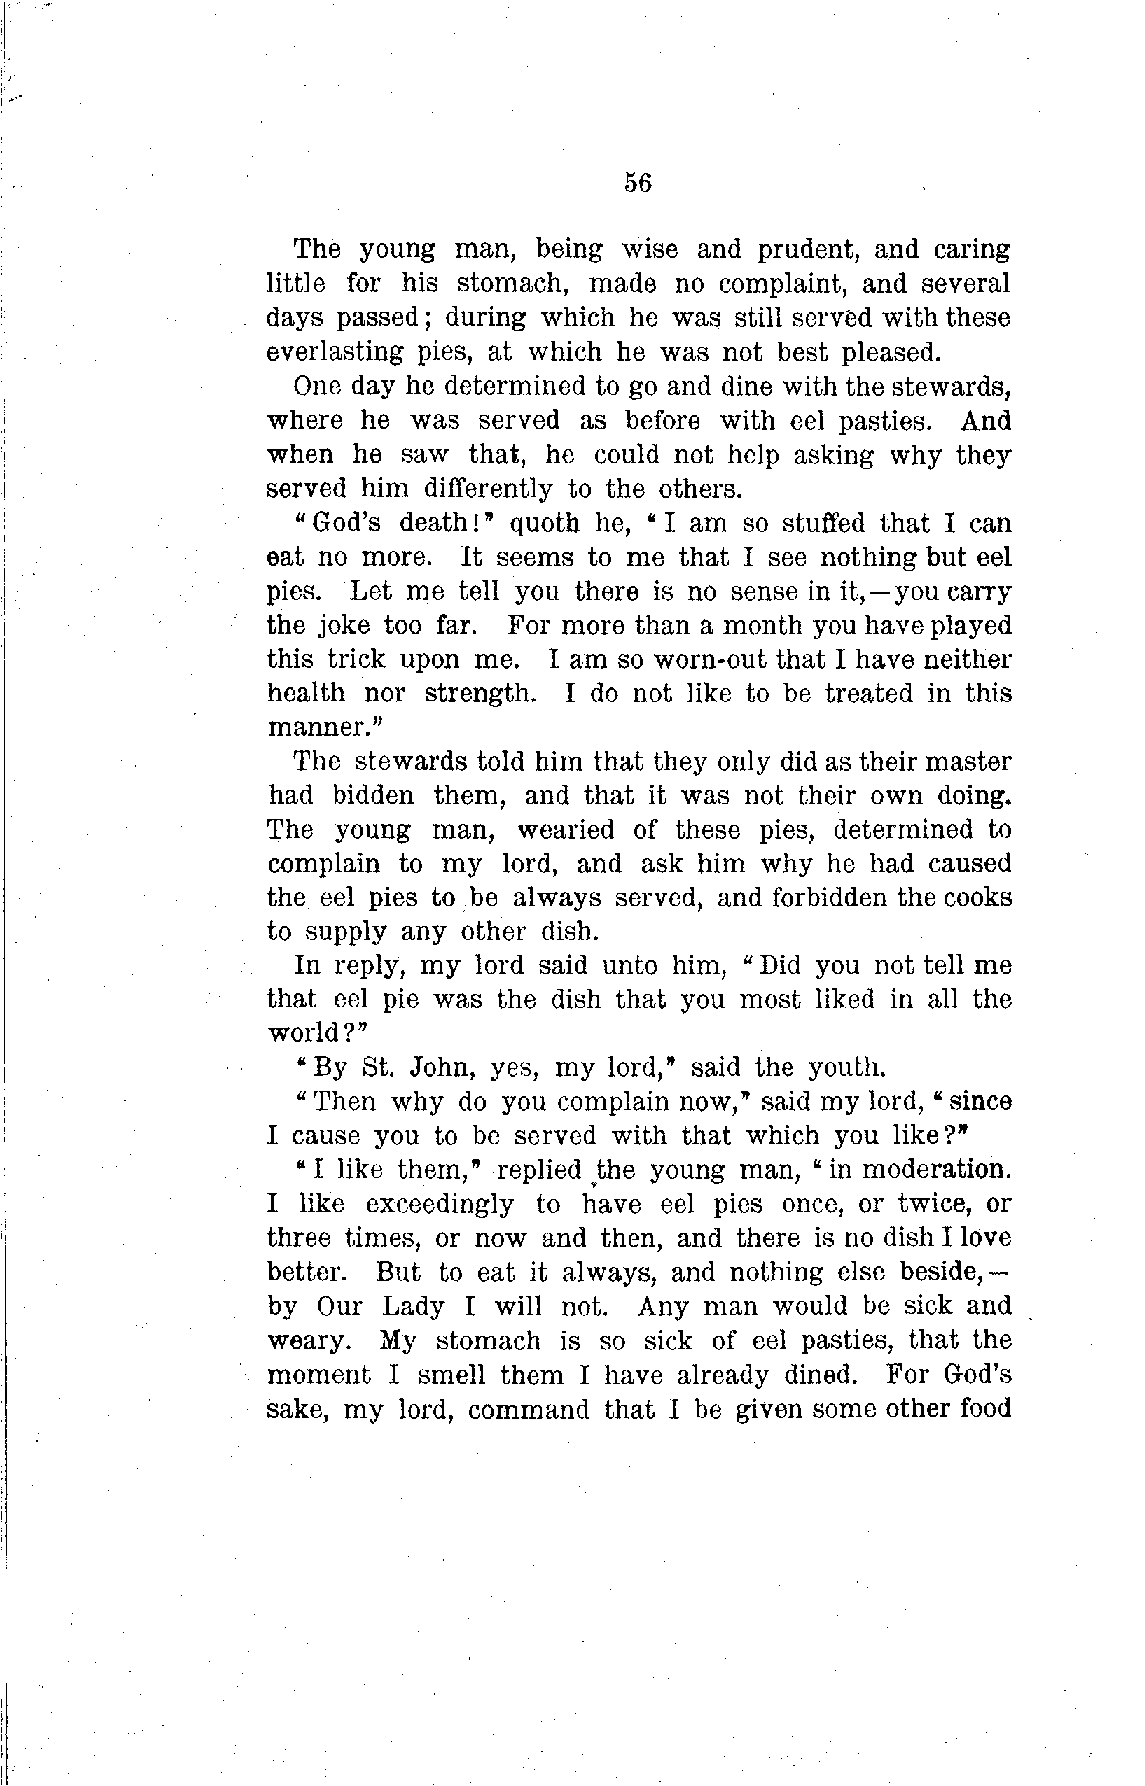 56
The young man, being wise and prudent, and caring
little for his stomach, made no complaint, and several
days passed; during which he was still served with these
everlasting pies, at which he was not best pleased.
One day he determined to go and dine with the stewards,
where he was served as before with eel pasties. And
when he saw that, he could not help asking why they
served him differently to the others.
"God's death!" quoth he, "I am so stuffed that I can
eat no more. It seems to me that I see nothing but eel
pies. Let me tell you there is no sense in it,—you carry
the joke too far. For more than a month you have played
this trick upon me. I am so worn-out that I have neither
health nor strength. I do not like to be treated in this
manner."
The stewards told him that they only did as their master
had bidden them, and that it was not their own doing.
The young man, wearied of these pies, determined to
complain to my lord, and ask him why he had caused
the eel pies to be always served, and forbidden the cooks
to supply any other dish.
In reply, my lord said unto him, "Did you not tell me
that eel pie was the dish that you most liked in all the
world?"
"By St. John, yes, my lord," said the youth.
"Then why do you complain now," said my lord, "since
I cause you to be served with that which you like?"
"I like them," replied the young man, "in moderation.
I like exceedingly to have eel pies once, or twice, or
three times, or now and then, and there is no dish I love
better. But to eat it always, and nothing else beside,—
by Our Lady I will not. Any man would be sick and
weary. My stomach is so sick of eel pasties, that the
moment I smell them I have already dined. For God's
sake, my lord, command that I be given some other food